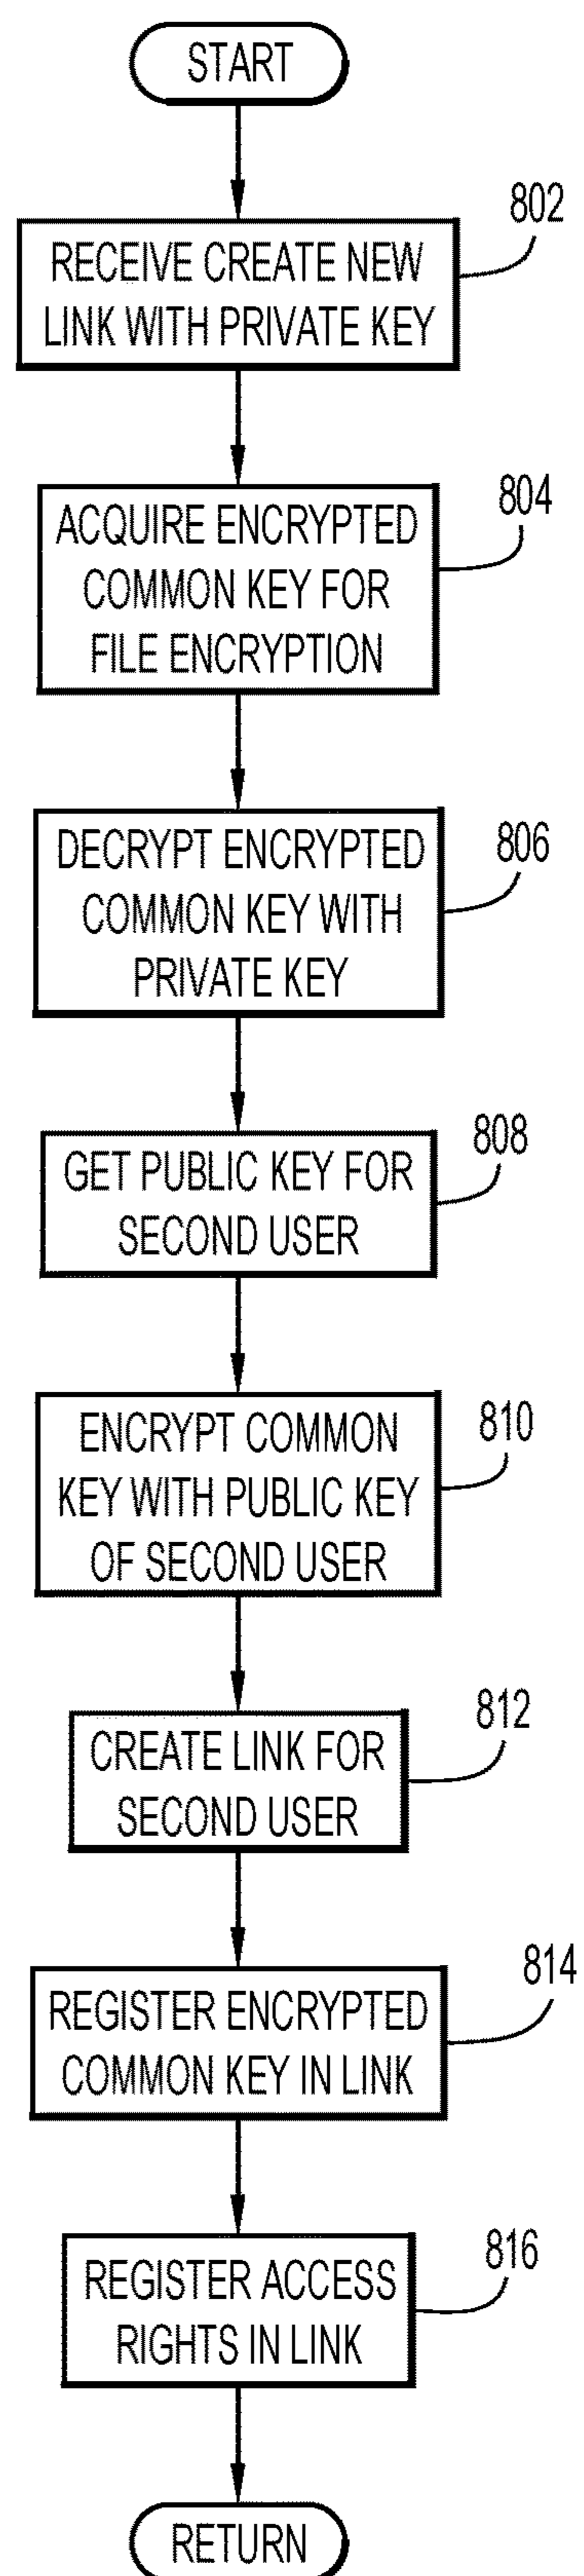 START
802
RECEIVE CREATE NEW
LINK WITH PRIVATE KEY
804
ACQUIRE ENCRYPTED
COMMON KEY FOR
FILE ENCRYPTION
806
DECRYPT ENCRYPTED
COMMON KEY WITH
PRIVATE KEY
808
GET PUBLIC KEY FOR
SECOND USER
810
ENCRYPT COMMON
KEY WITH PUBLIC KEY
OF SECOND USER
812
CREATE LINK FOR
SECOND USER
814
REGISTER ENCRYPTED
COMMON KEY IN LINK
816
REGISTER ACCESS
RIGHTS IN LINK
RETURN